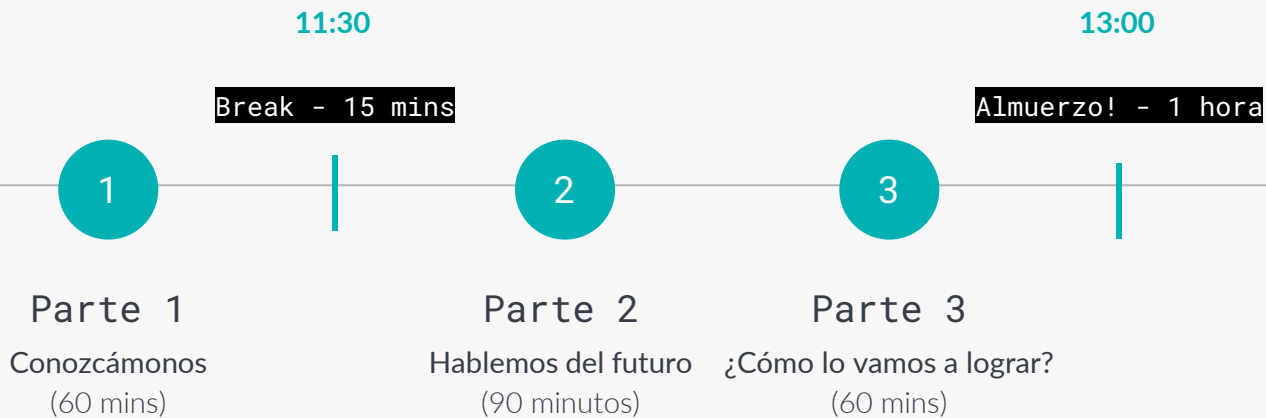 11:30
13:00
Break - 15 mins
Almuerzo! - 1 hora
1
2
3
Parte 1
Parte 2
Parte 3
Conozcámonos
Hablemos del futuro
¿Cómo lo vamos a lograr?
(60 mins)
(90 minutos)
(60 mins)